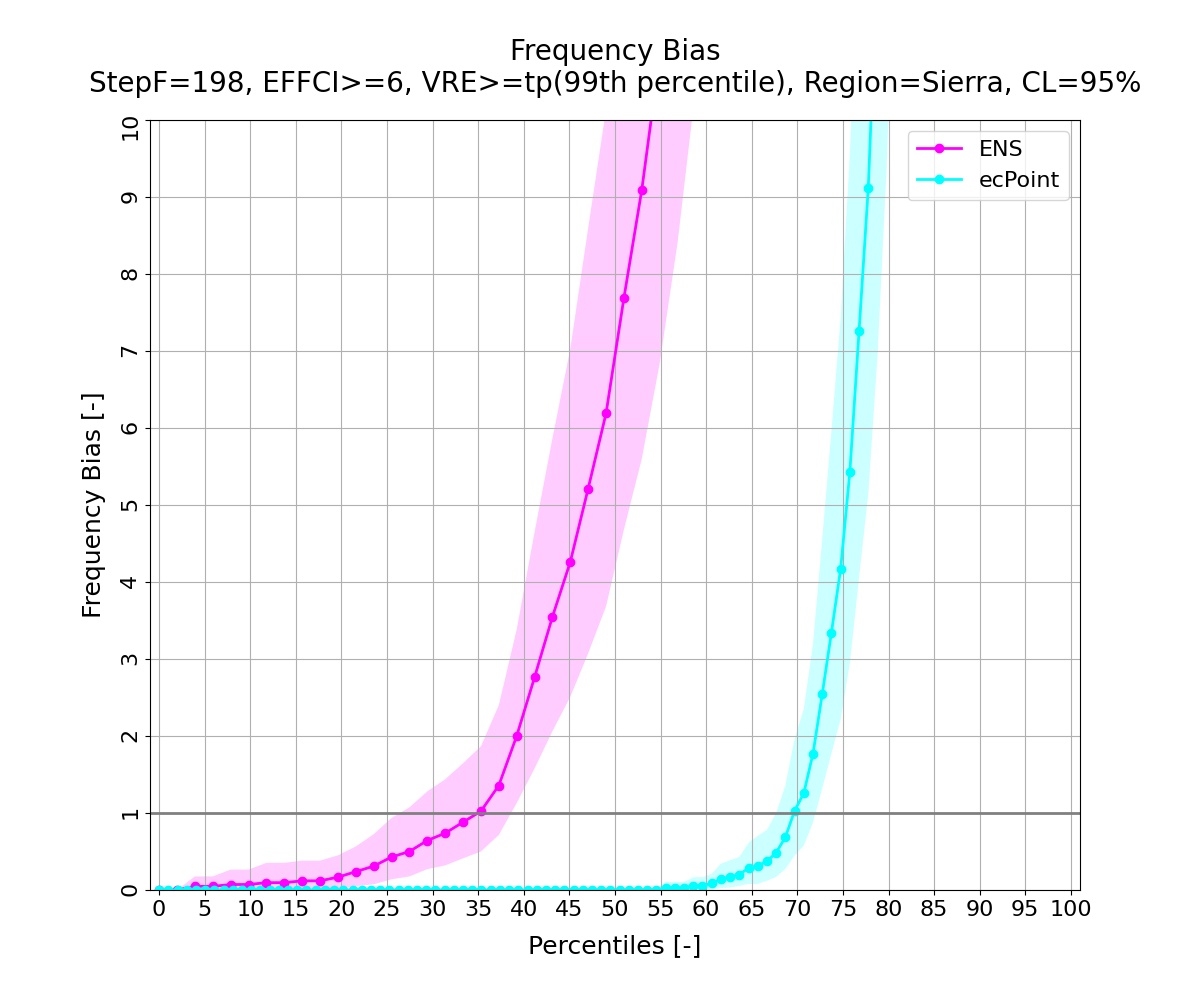 Frequency Bias
StepF=198, EFFCI>=6, VRE>=tp(99th percentile), Region=Sierra, CL=95%
10
9
8
7
6
5
4
3
2
1
0
Frequency Bias [-]
ENS
ecPoint
0 5 10 15 20 25 30 35 40 45 50 55 60 65 70 75 80 85 90 95 100
Percentiles [-]